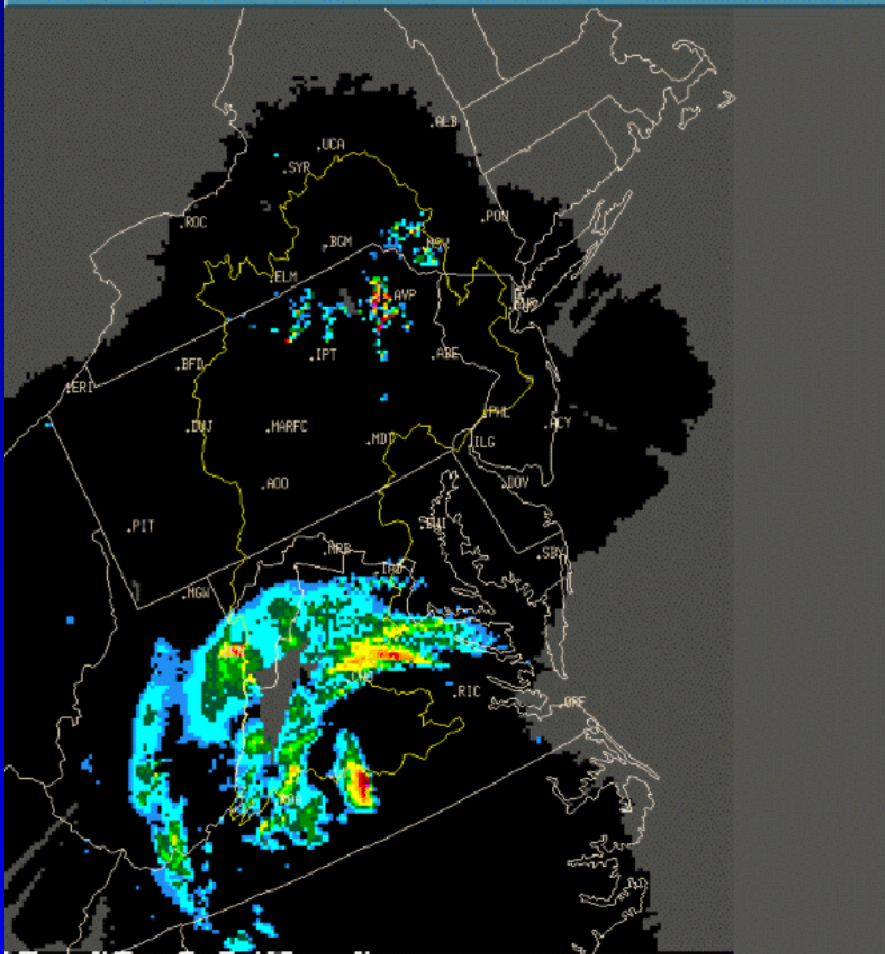 ALB
UCA
SYR
PON
ROC
BGM
ELM
AVP
IPT
ABE
BFD
ERI
PHL
ACY
DUJ
MARFC
MDT
ILG
AOO
DOV
PIT
SBY
MRB
MGW
RIC
ORF